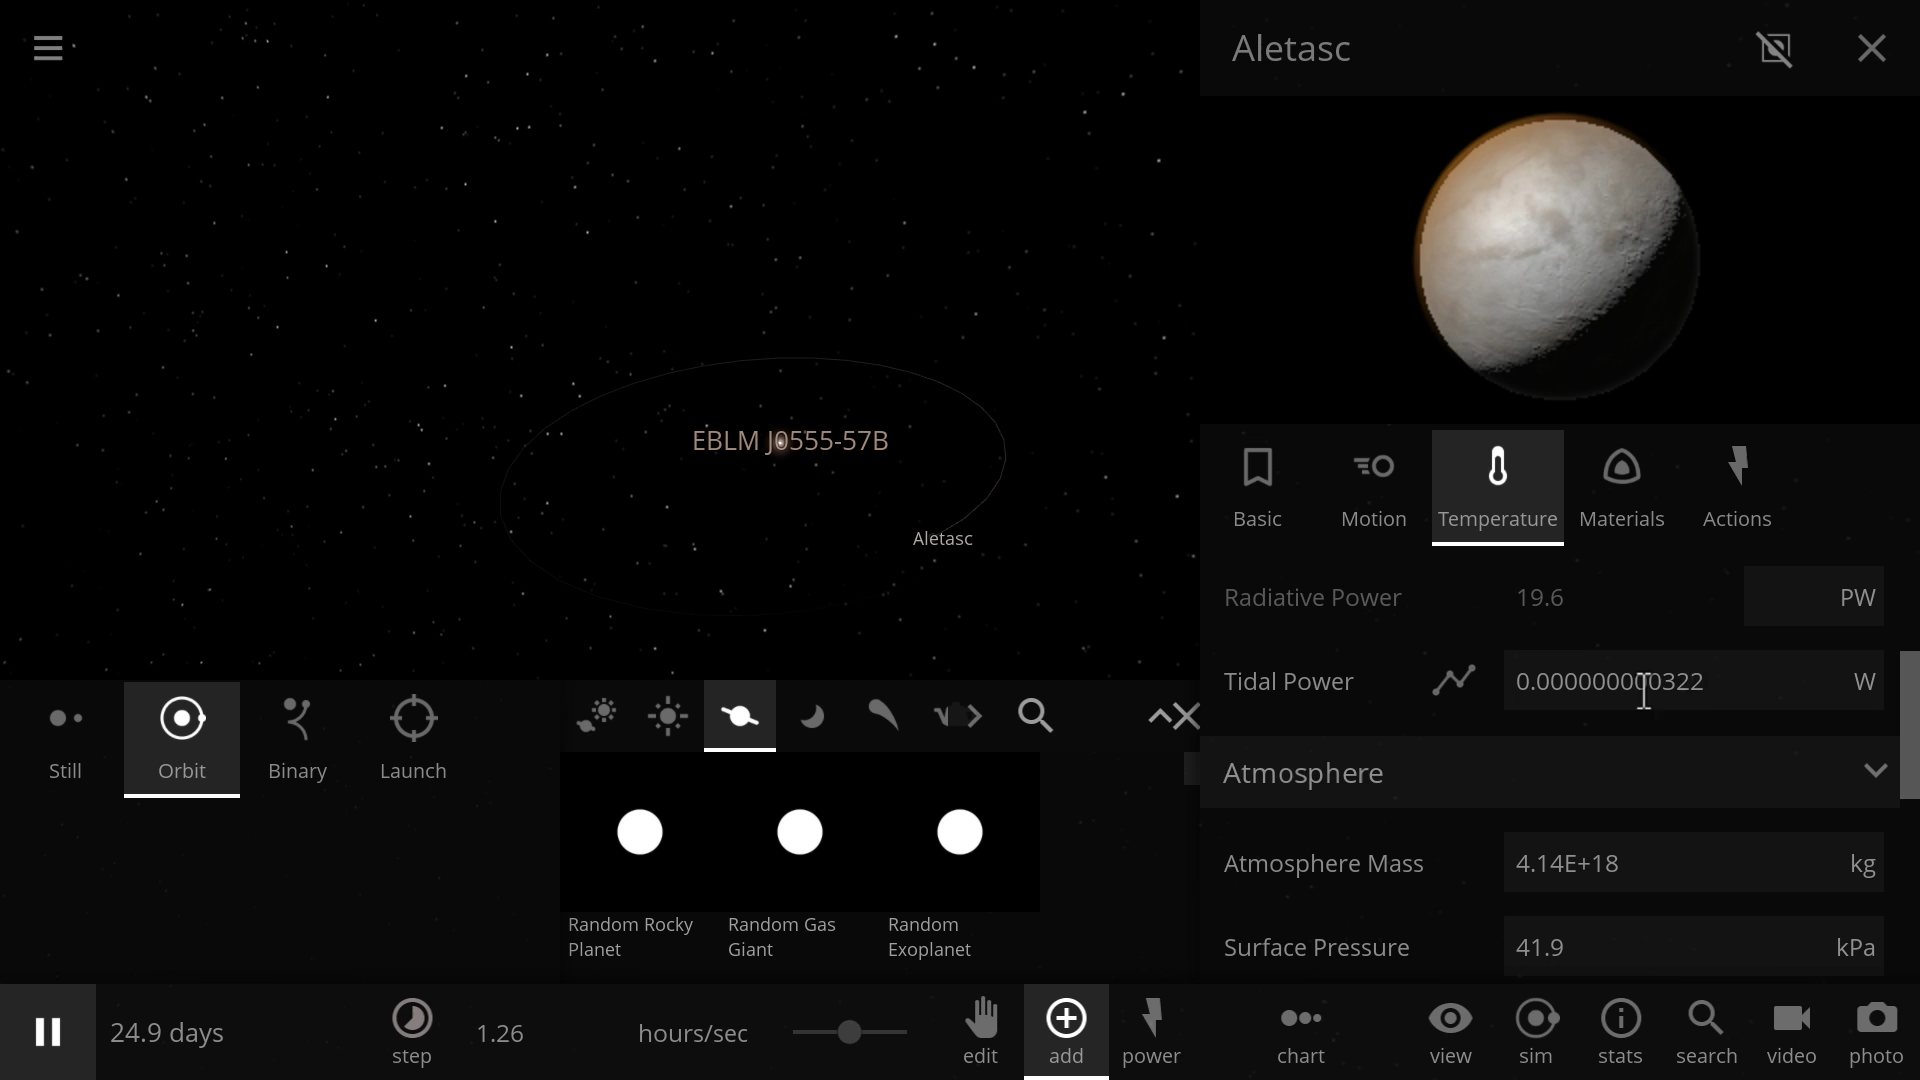 Aletasc
EBLM J0555-57B
Aletasc
Basic
Motion
Temperature
Materials
Actions
Radiative Power 19.6 PW
Tidal Power 0.000000000322 W
Atmosphere
Atmosphere Mass 4.14E+18 kg
Surface Pressure 41.9 kPa
Still
Orbit
Binary
Launch
Random Rocky
Planet
Random Gas
Giant
Random
Exoplanet
24.9 days
step
1.26 hours/sec
edit
add
power
chart
view
sim
stats
search
video
photo